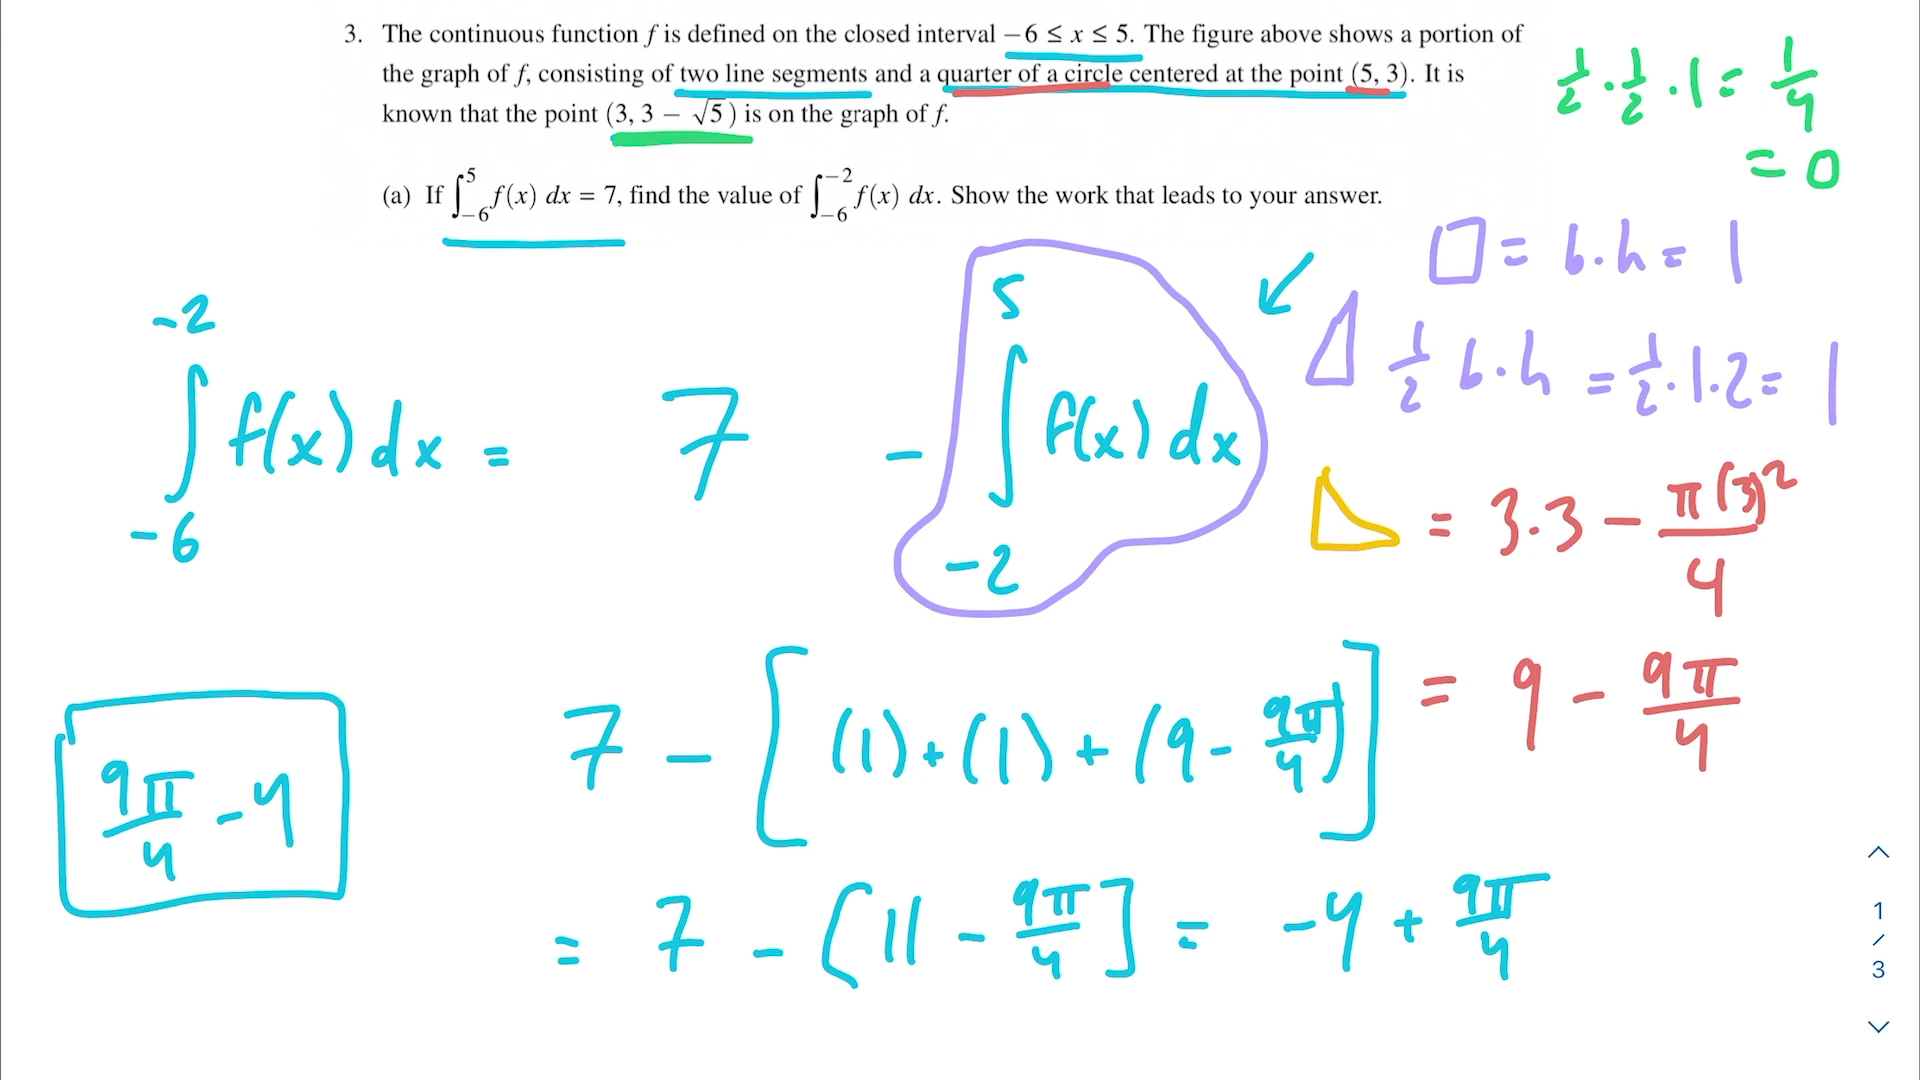 3. The continuous function f is defined on the closed interval −6 ≤ x ≤ 5. The figure above shows a portion of
the graph of f, consisting of two line segments and a quarter of a circle centered at the point (5, 3). It is
known that the point (3, 3 − √5) is on the graph of f.
1/2 · 1/2 · 1 = 1/4
= 0
(a) If ∫_{−6}^{5} f(x) dx = 7, find the value of ∫_{−6}^{−2} f(x) dx. Show the work that leads to your answer.
□ = b·h = 1
1/2 b·h = 1/2 · 1·2 = 1
∫_{-6}^{-2} f(x) dx = 7 - ∫_{-2}^{5} f(x) dx
= 3·3 − π(3)²/4
= 9 − 9π/4
7 − [(1) + (1) + (9 − 9π/4)]
9π/4 − 4
= 7 − [11 − 9π/4] = −4 + 9π/4
1
/
3